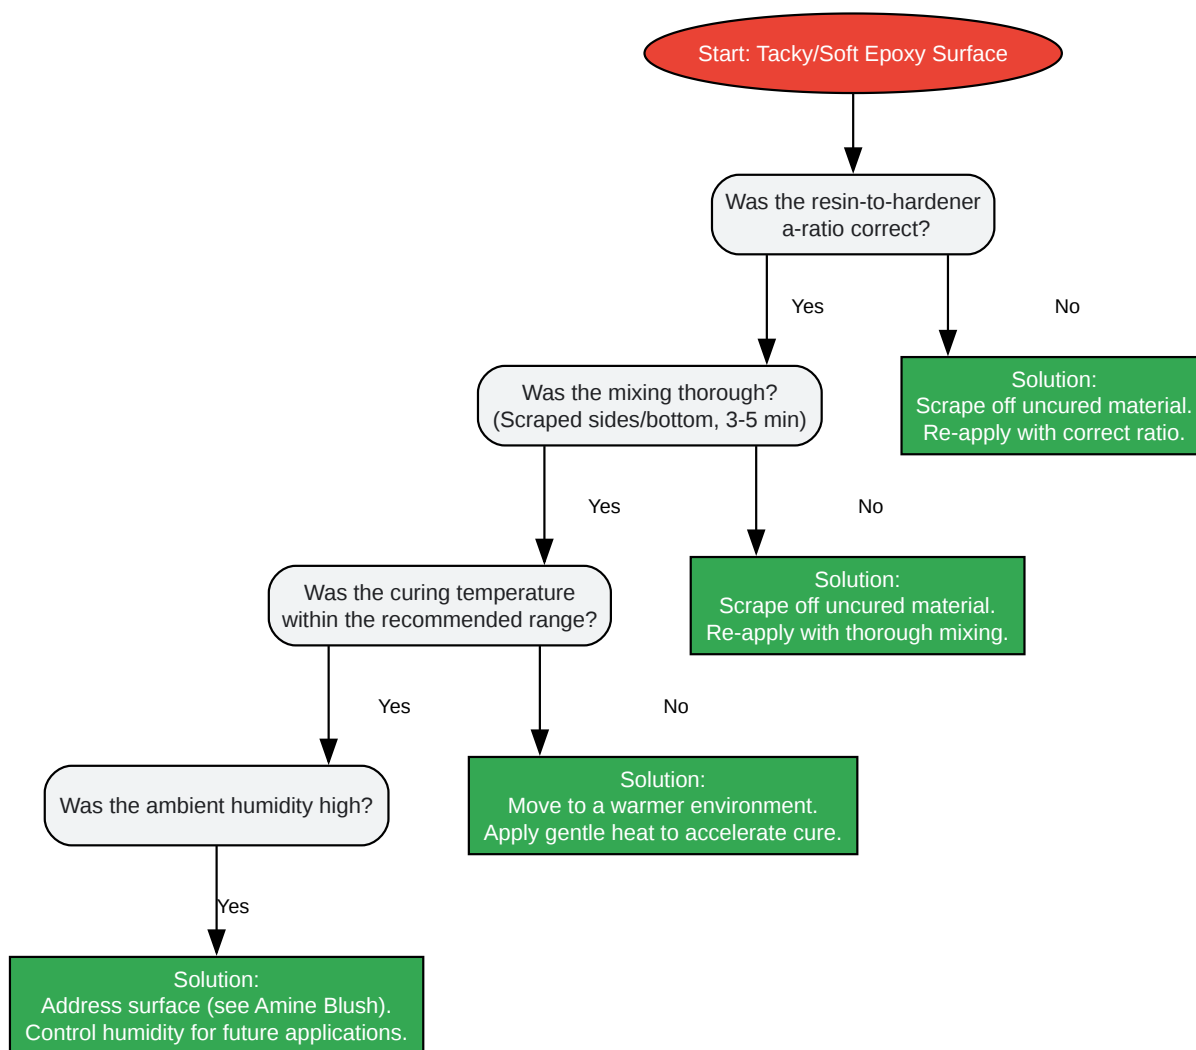 Start: Tacky/Soft Epoxy Surface
Was the resin-to-hardener
a-ratio correct?
Yes
No
Solution:
Scrape off uncured material.
Re-apply with correct ratio.
Was the mixing thorough?
(Scraped sides/bottom, 3-5 min)
Yes
No
Solution:
Scrape off uncured material.
Re-apply with thorough mixing.
Was the curing temperature
within the recommended range?
Yes
No
Solution:
Move to a warmer environment.
Apply gentle heat to accelerate cure.
Was the ambient humidity high?
Yes
Solution:
Address surface (see Amine Blush).
Control humidity for future applications.